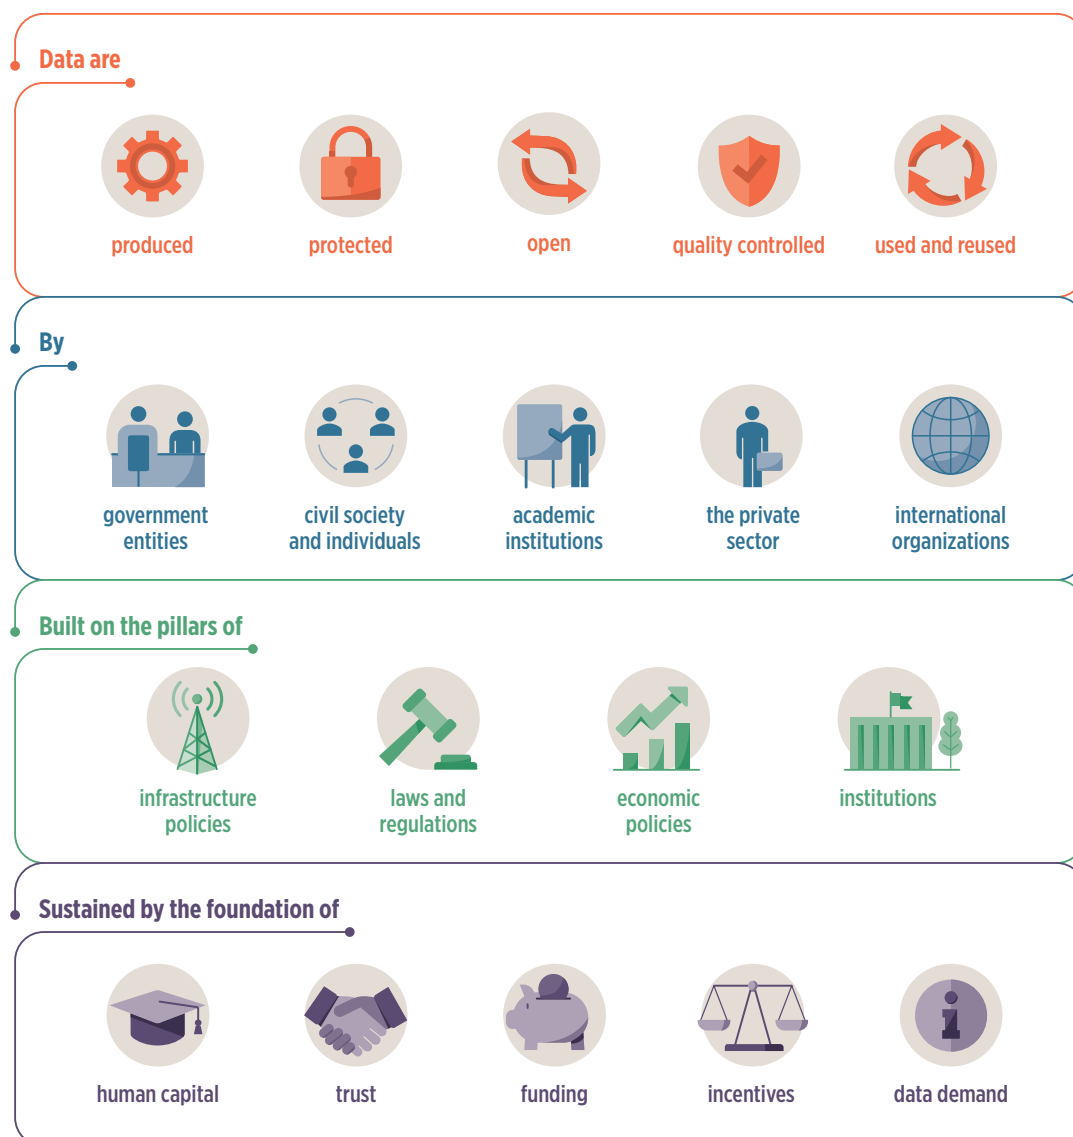 Data are
produced
protected
open
quality controlled
used and reused
By
government
entities
civil society
and individuals
academic
institutions
the private
sector
international
organizations
Built on the pillars of
infrastructure
policies
laws and
regulations
economic
policies
institutions
Sustained by the foundation of
human capital
trust
funding
incentives
data demand